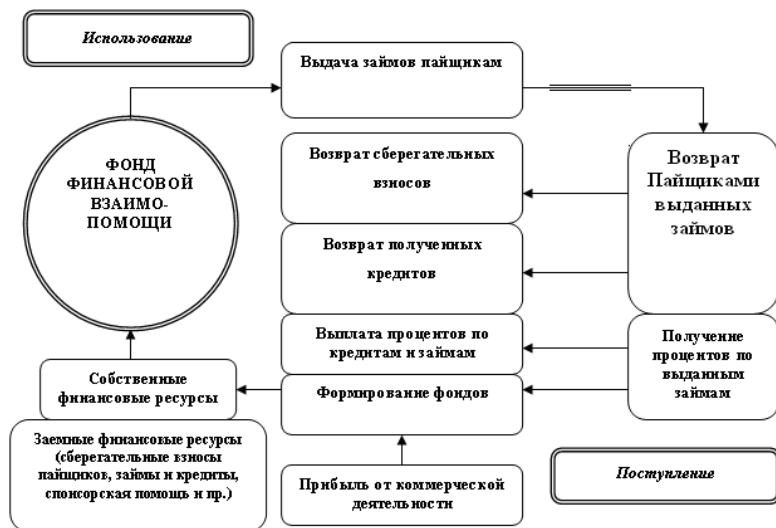 Использование
Выдача займов пайщикам
ФОНД
ФИНАНСОВОЙ
ВЗАИМО-
ПОМОЩИ
Возврат сберегательных
взносов
Возврат
Пайщиками
выданных
займов
Возврат полученных
кредитов
Выплата процентов по
кредитам и займам
Получение
процентов по
выданным
займам
Собственные
финансовые ресурсы
Формирование фондов
Заемные финансовые ресурсы
(сберегательные взносы
пайщиков, займы и кредиты,
спонсорская помощь и пр.)
Прибыль от коммерческой
деятельности
Поступление